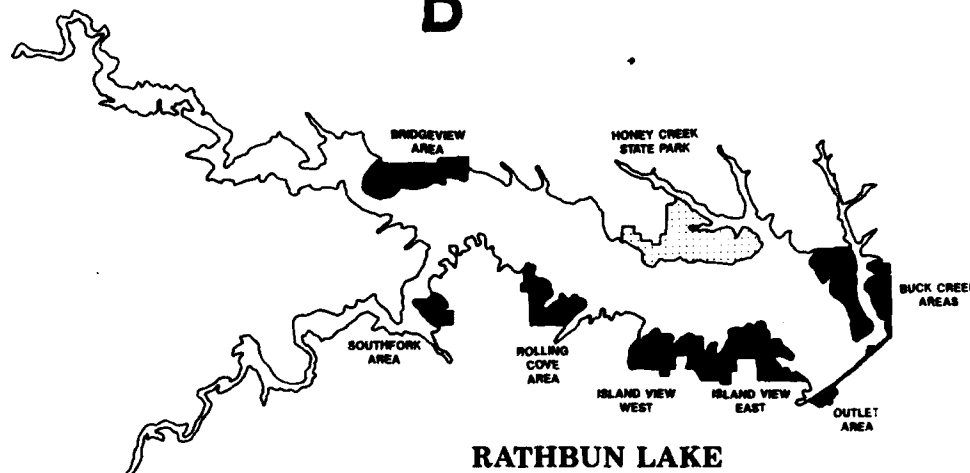 D
BRIDGEVIEW
AREA
HONEY CREEK
STATE PARK
BUCK CREEK
AREAS
SOUTHFORK
AREA
ROLLING
COVE
AREA
ISLAND VIEW
WEST
ISLAND VIEW
EAST
OUTLET
AREA
RATHBUN LAKE